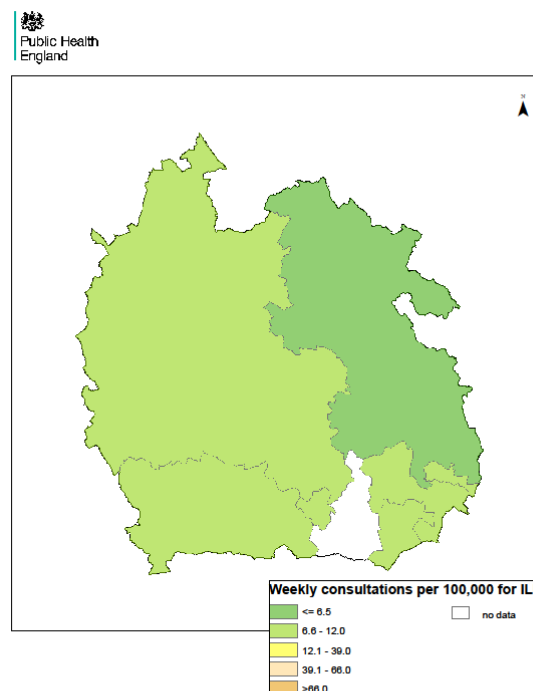 Public Health
England
N
Weekly consultations per 100,000 for IL
<= 6.5
no data
6.6 - 12.0
12.1 - 39.0
39.1 - 66.0
>66.0